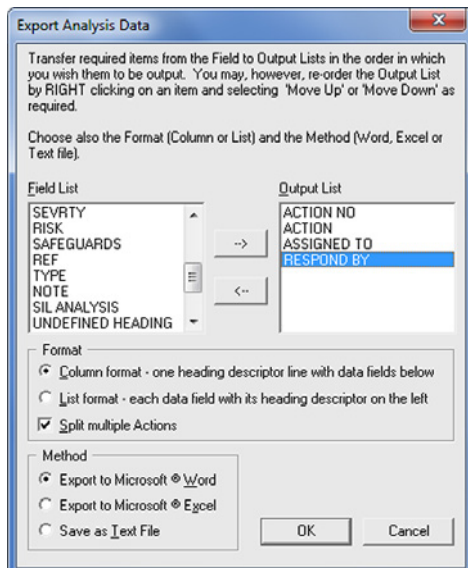 Export Analysis Data
Transfer required items from the Field to Output Lists in the order in which
you wish them to be output. You may, however, re-order the Output List
by RIGHT clicking on an item and selecting 'Move Up' or 'Move Down' as
required.
Choose also the Format (Column or List) and the Method (Word, Excel or
Text file).
Field List
SEVRTY
RISK
SAFEGUARDS
REF
TYPE
NOTE
SIL ANALYSIS
UNDEFINED HEADING
-->
<--
Output List
ACTION NO
ACTION
ASSIGNED TO
RESPOND BY
Format
Column format - one heading descriptor line with data fields below
List format - each data field with its heading descriptor on the left
Split multiple Actions
Method
Export to Microsoft ® Word
Export to Microsoft ® Excel
Save as Text File
OK
Cancel